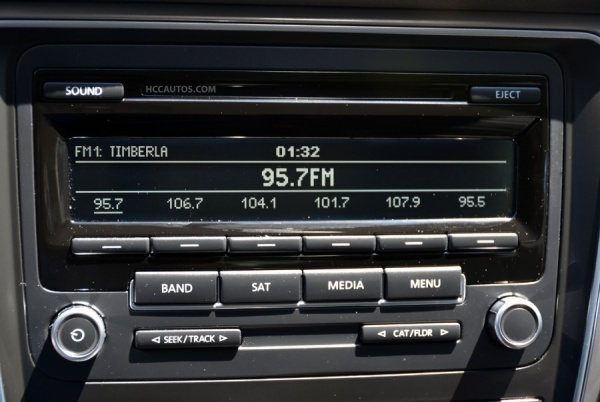 SOUND
HCCAUTOS.COM
EJECT
FM1: TIMBERLA 01:32
95.7FM
95.7 106.7 104.1 101.7 107.9 95.5
BAND SAT MEDIA MENU
◁ SEEK/TRACK ▷ ◁ CAT/FLDR ▷